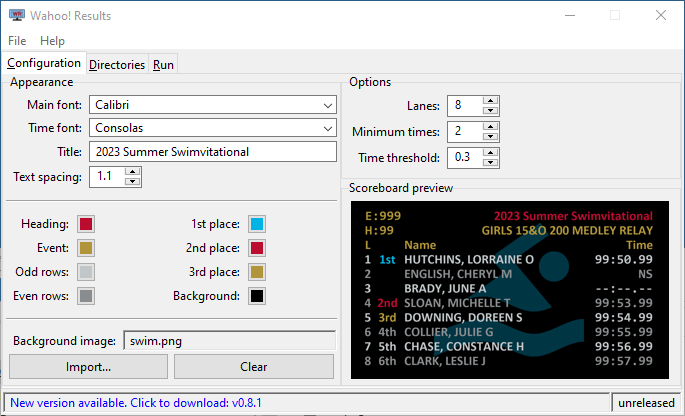 Wahoo! Results
File Help
Configuration Directories Run
Appearance
Main font: Calibri
Time font: Consolas
Title: 2023 Summer Swimvitational
Text spacing: 1.1
Heading: 1st place:
Event: 2nd place:
Odd rows: 3rd place:
Even rows: Background:
Background image: swim.png
Import... Clear
Options
Lanes: 8
Minimum times: 2
Time threshold: 0.3
Scoreboard preview
E:999 2023 Summer Swimvitational
H:99 GIRLS 15&O 200 MEDLEY RELAY
L Name Time
1 1st HUTCHINS, LORRAINE O 99:50.99
2 ENGLISH, CHERYL M NS
3 BRADY, JUNE A --:--.--
4 2nd SLOAN, MICHELLE T 99:53.99
5 3rd DOWNING, DOREEN S 99:54.99
6 4th COLLIER, JULIE G 99:55.99
7 5th CHASE, CONSTANCE H 99:56.99
8 6th CLARK, LESLIE J 99:57.99
New version available. Click to download: v0.8.1 unreleased